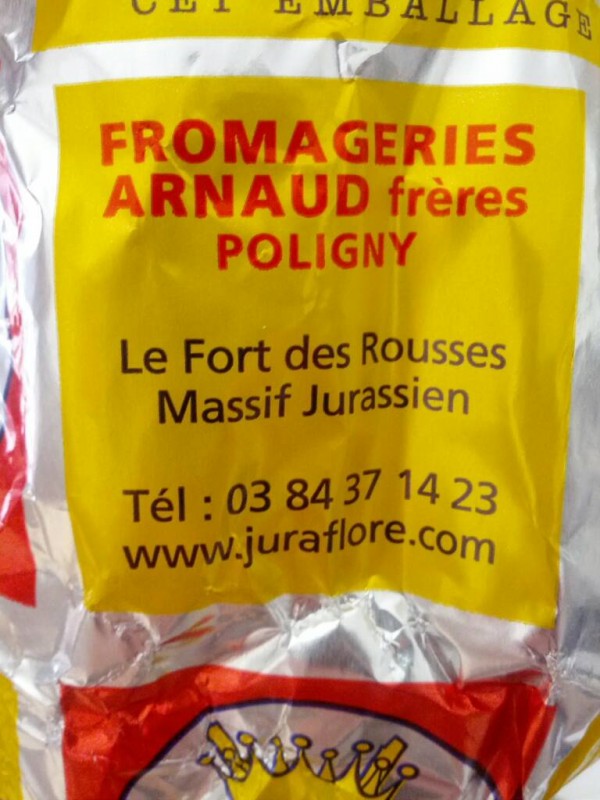 CET EMBALLAGE
FROMAGERIES
ARNAUD frères
POLIGNY
Le Fort des Rousses
Massif Jurassien
Tél : 03 84 37 14 23
www.juraflore.com